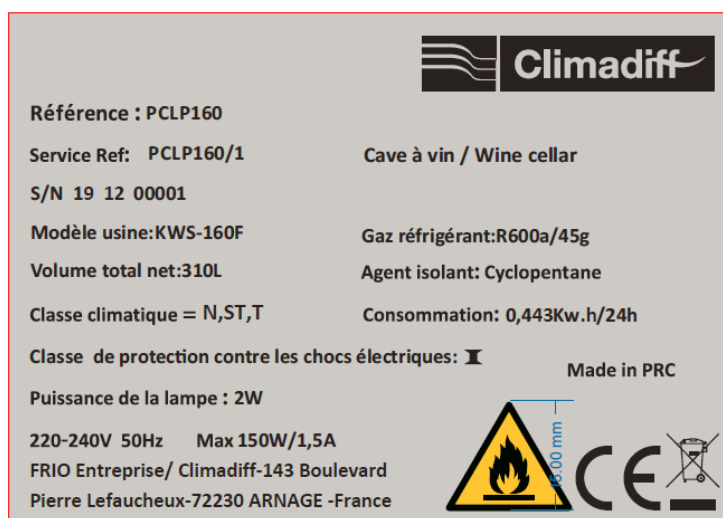 Climadiff
Référence : PCLP160
Service Ref: PCLP160/1
Cave à vin / Wine cellar
S/N 19 12 00001
Modèle usine:KWS-160F
Gaz réfrigérant:R600a/45g
Volume total net:310L
Agent isolant: Cyclopentane
Classe climatique = N,ST,T
Consommation: 0,443Kw.h/24h
Classe de protection contre les chocs électriques: I
Made in PRC
Puissance de la lampe : 2W
220-240V 50Hz Max 150W/1,5A
FRIO Entreprise/ Climadiff-143 Boulevard
Pierre Lefaucheux-72230 ARNAGE -France
CE